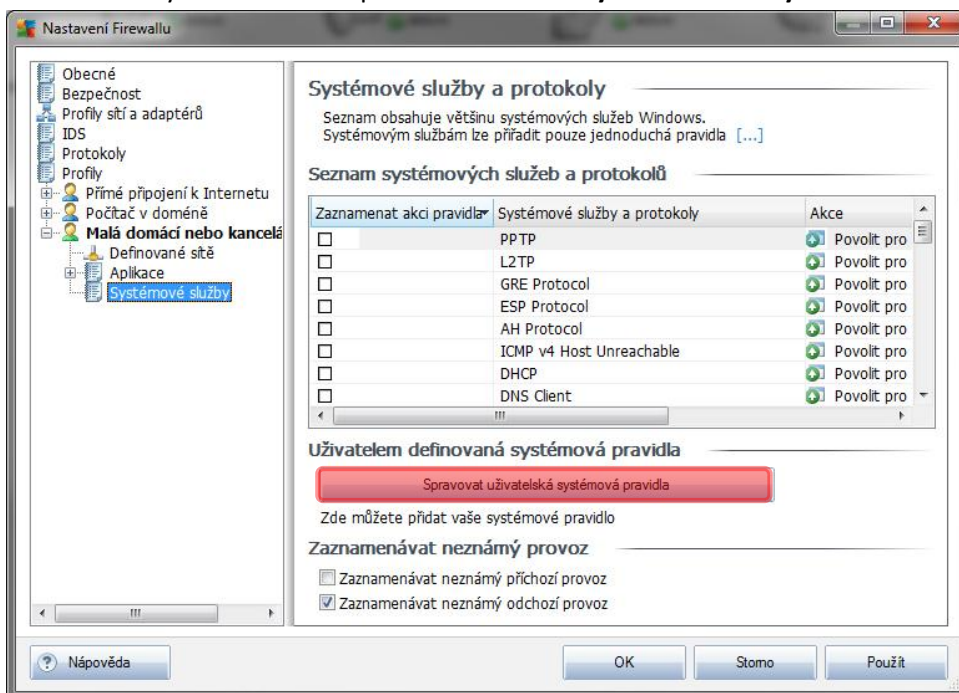 Nastavení Firewallu
Obecné
Bezpečnost
Profily sítí a adaptérů
IDS
Protokoly
Profily
Přímé připojení k Internetu
Počítač v doméně
Malá domácí nebo kancelá
Definované sítě
Aplikace
Systémové služby
Systémové služby a protokoly
Seznam obsahuje většinu systémových služeb Windows.
Systémovým službám lze přiřadit pouze jednoduchá pravidla [...]
Seznam systémových služeb a protokolů
Zaznamenat akci pravidla Systémové služby a protokoly Akce
PPTP Povolit pro
L2TP Povolit pro
GRE Protocol Povolit pro
ESP Protocol Povolit pro
AH Protocol Povolit pro
ICMP v4 Host Unreachable Povolit pro
DHCP Povolit pro
DNS Client Povolit pro
Uživatelem definovaná systémová pravidla
Spravovat uživatelská systémová pravidla
Zde můžete přidat vaše systémové pravidlo
Zaznamenávat neznámý provoz
Zaznamenávat neznámý příchozí provoz
Zaznamenávat neznámý odchozí provoz
? Nápověda OK Storno Použít